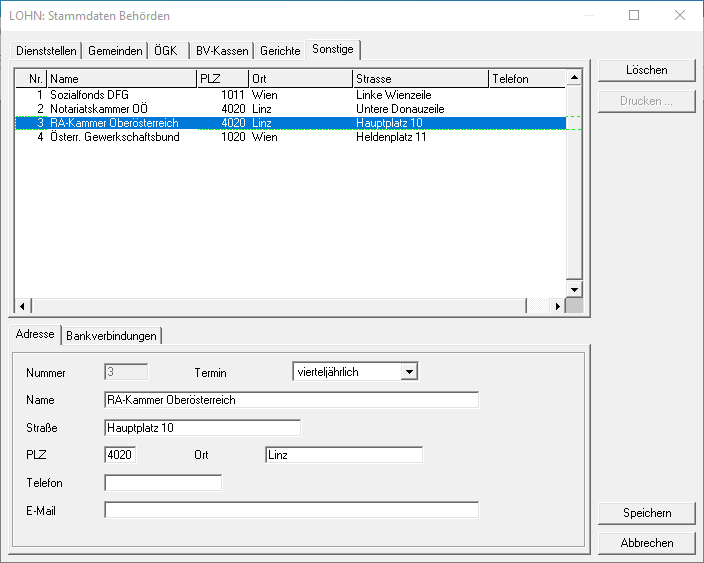 LOHN: Stammdaten Behörden
Dienststellen Gemeinden ÖGK BV-Kassen Gerichte Sonstige
Nr. Name PLZ Ort Strasse Telefon
1 Sozialfonds DFG 1011 Wien Linke Wienzeile
2 Notariatskammer OÖ 4020 Linz Untere Donauzeile
3 RA-Kammer Oberösterreich 4020 Linz Hauptplatz 10
4 Österr. Gewerkschaftsbund 1020 Wien Heldenplatz 11
Löschen
Drucken ...
Adresse Bankverbindungen
Nummer 3 Termin vierteljährlich
Name RA-Kammer Oberösterreich
Straße Hauptplatz 10
PLZ 4020 Ort Linz
Telefon
E-Mail
Speichern
Abbrechen